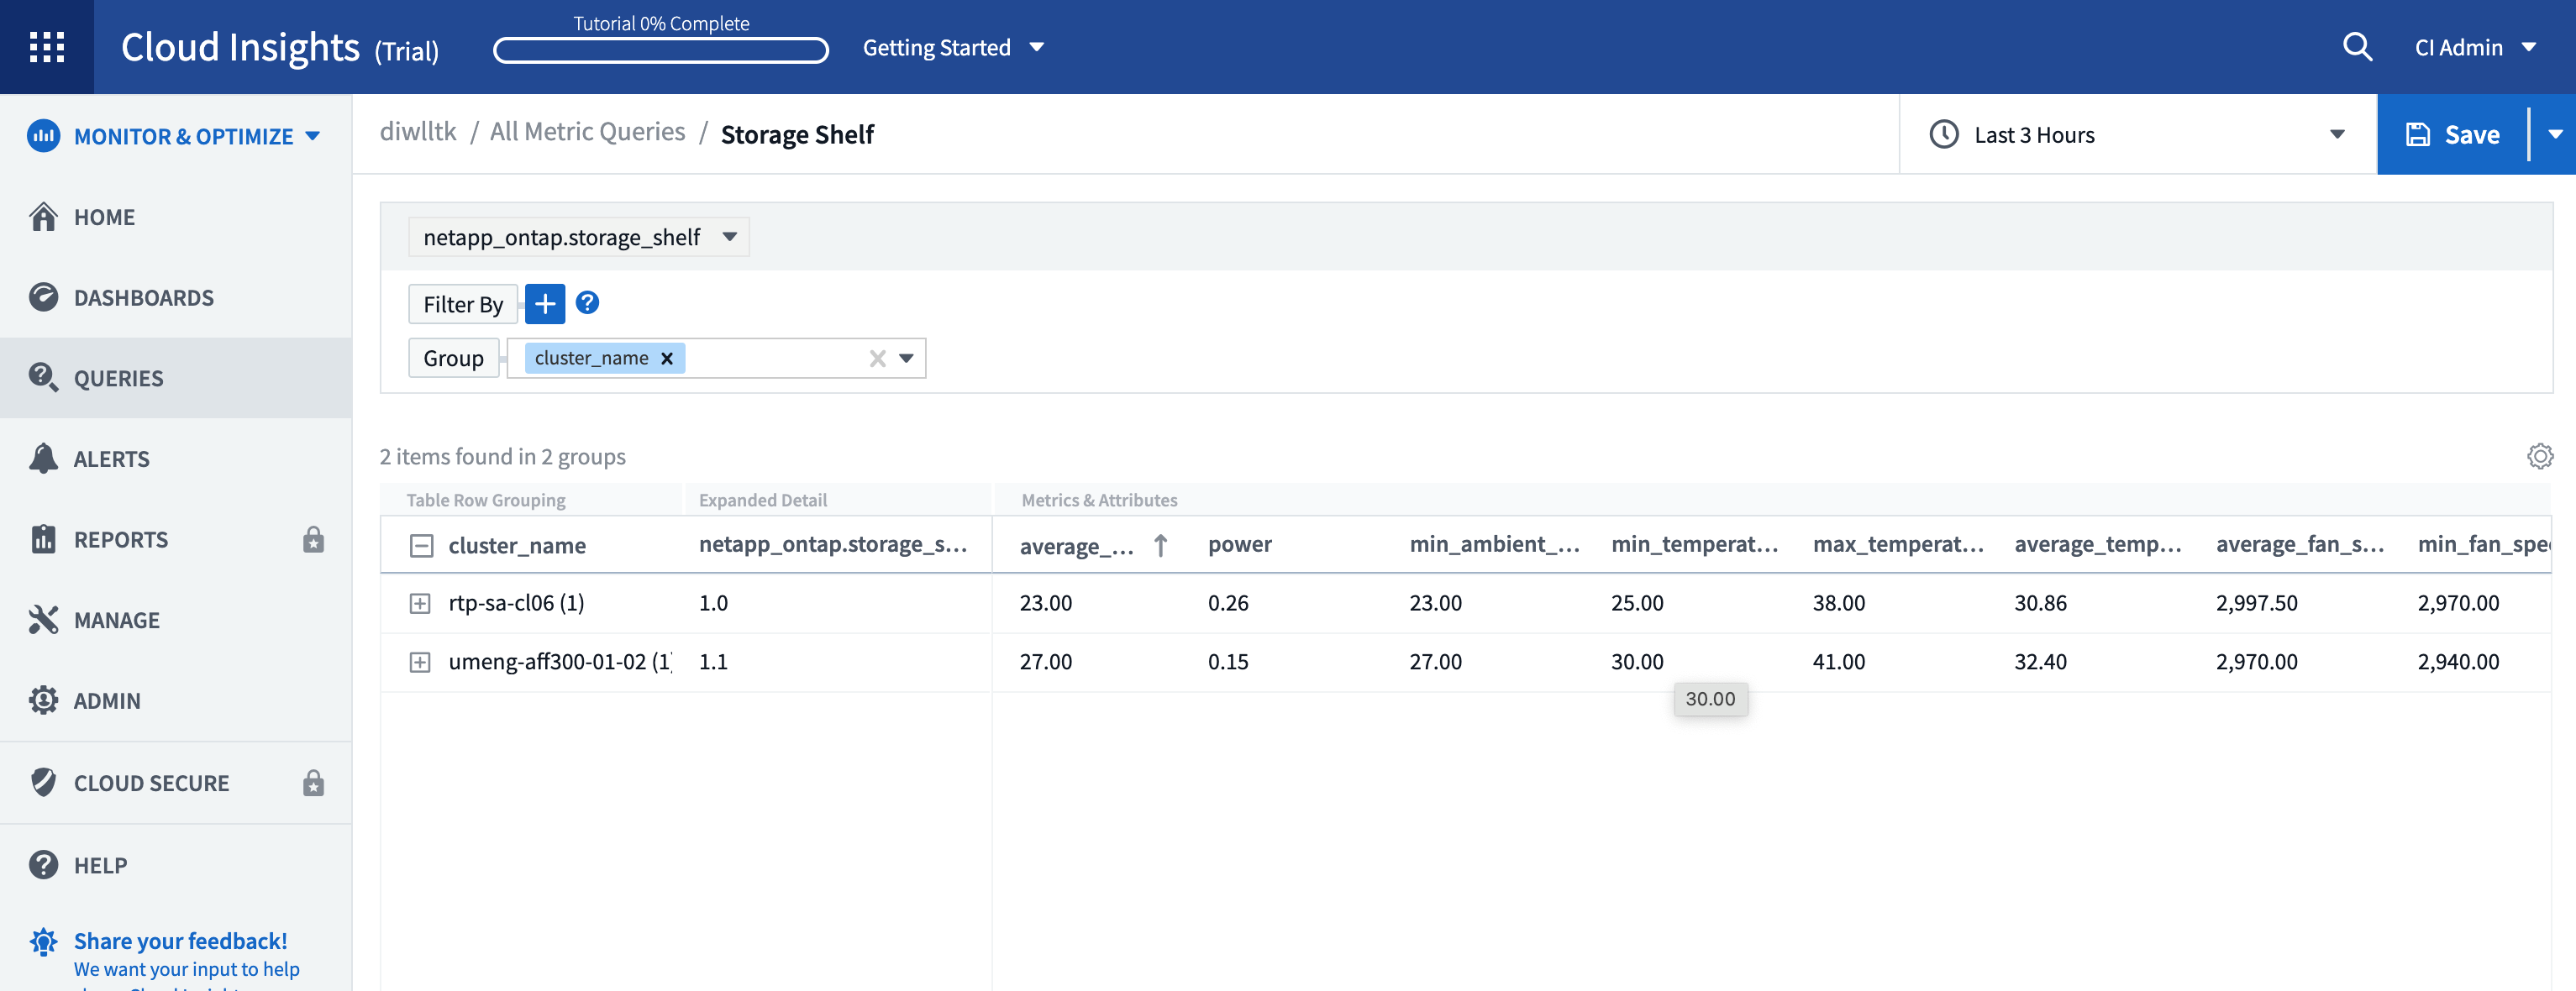 Tutorial 0% Complete
Cloud Insights (Trial)
Getting Started
CI Admin
MONITOR & OPTIMIZE
HOME
DASHBOARDS
QUERIES
ALERTS
REPORTS
MANAGE
ADMIN
CLOUD SECURE
HELP
Share your feedback!
We want your input to help
diwlltk / All Metric Queries / Storage Shelf
Last 3 Hours
Save
netapp_ontap.storage_shelf
Filter By + ?
Group cluster_name ×
2 items found in 2 groups
Table Row Grouping Expanded Detail Metrics & Attributes
cluster_name netapp_ontap.storage_s... average_... ↑ power min_ambient_... min_temperat... max_temperat... average_temp... average_fan_s... min_fan_spe
rtp-sa-cl06 (1) 1.0 23.00 0.26 23.00 25.00 38.00 30.86 2,997.50 2,970.00
umeng-aff300-01-02 (1 1.1 27.00 0.15 27.00 30.00 41.00 32.40 2,970.00 2,940.00
30.00